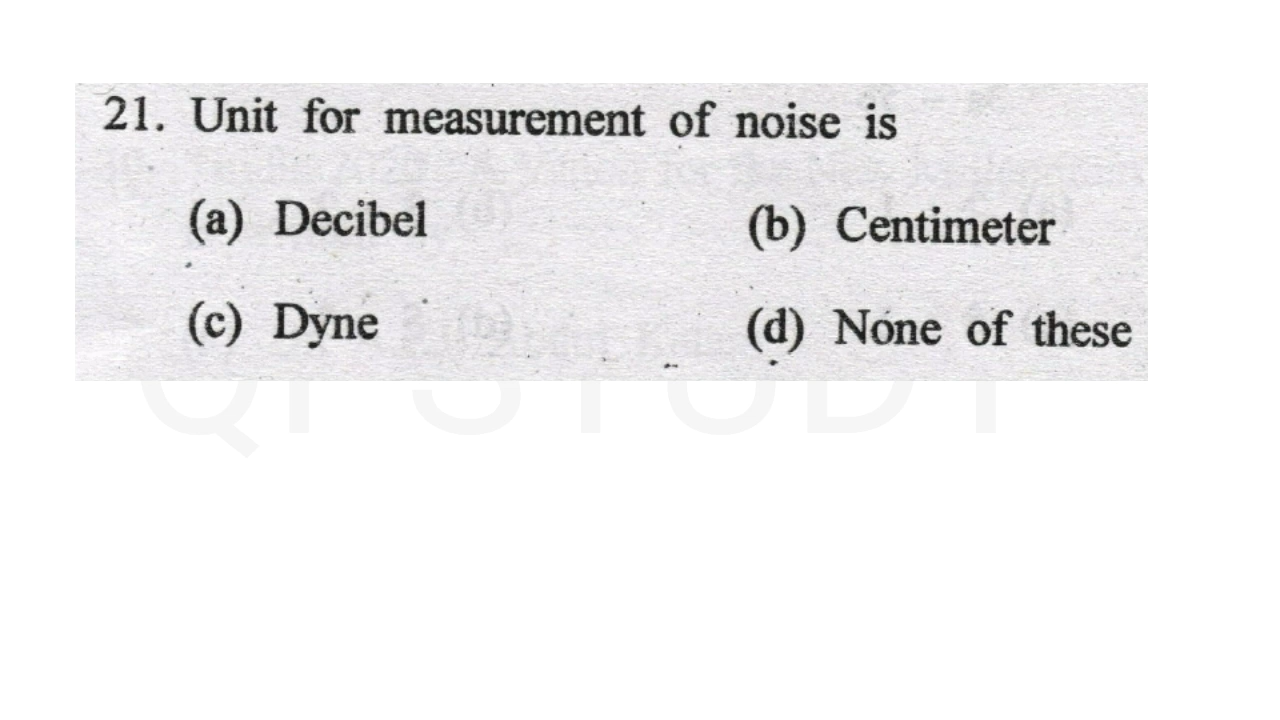 21. Unit for measurement of noise is
(a) Decibel (b) Centimeter
(c) Dyne (d) None of these